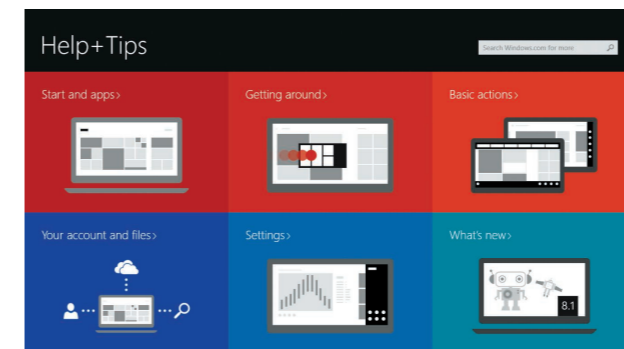 Help+Tips
Search Windows.com for more
Start and apps>
Getting around>
Basic actions>
Your account and files>
Settings>
What's new>
8.1